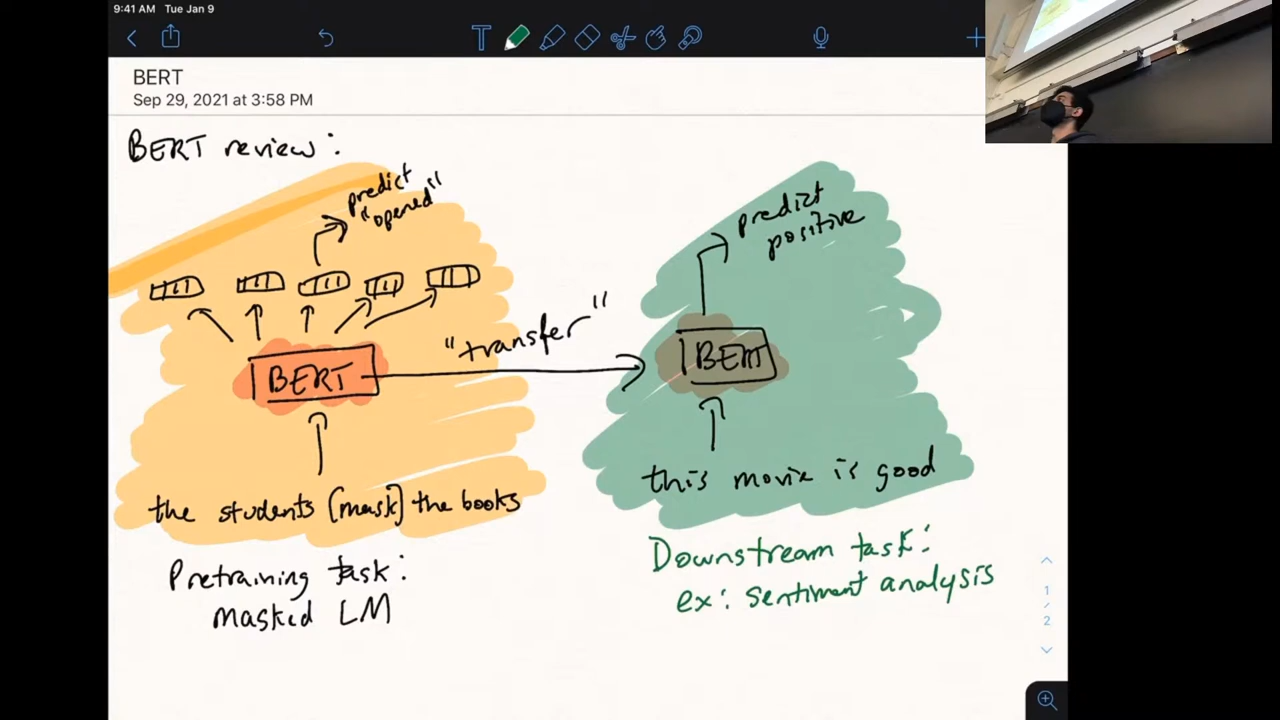 9:41 AM Tue Jan 9
BERT
Sep 29, 2021 at 3:58 PM
BERT review:
predict
"opened"
BERT
the students [mask] the books
Pretraining task:
masked LM
"transfer"
predict
positive
BERT
this movie is good
Downstream task:
ex: sentiment analysis
1
/
2